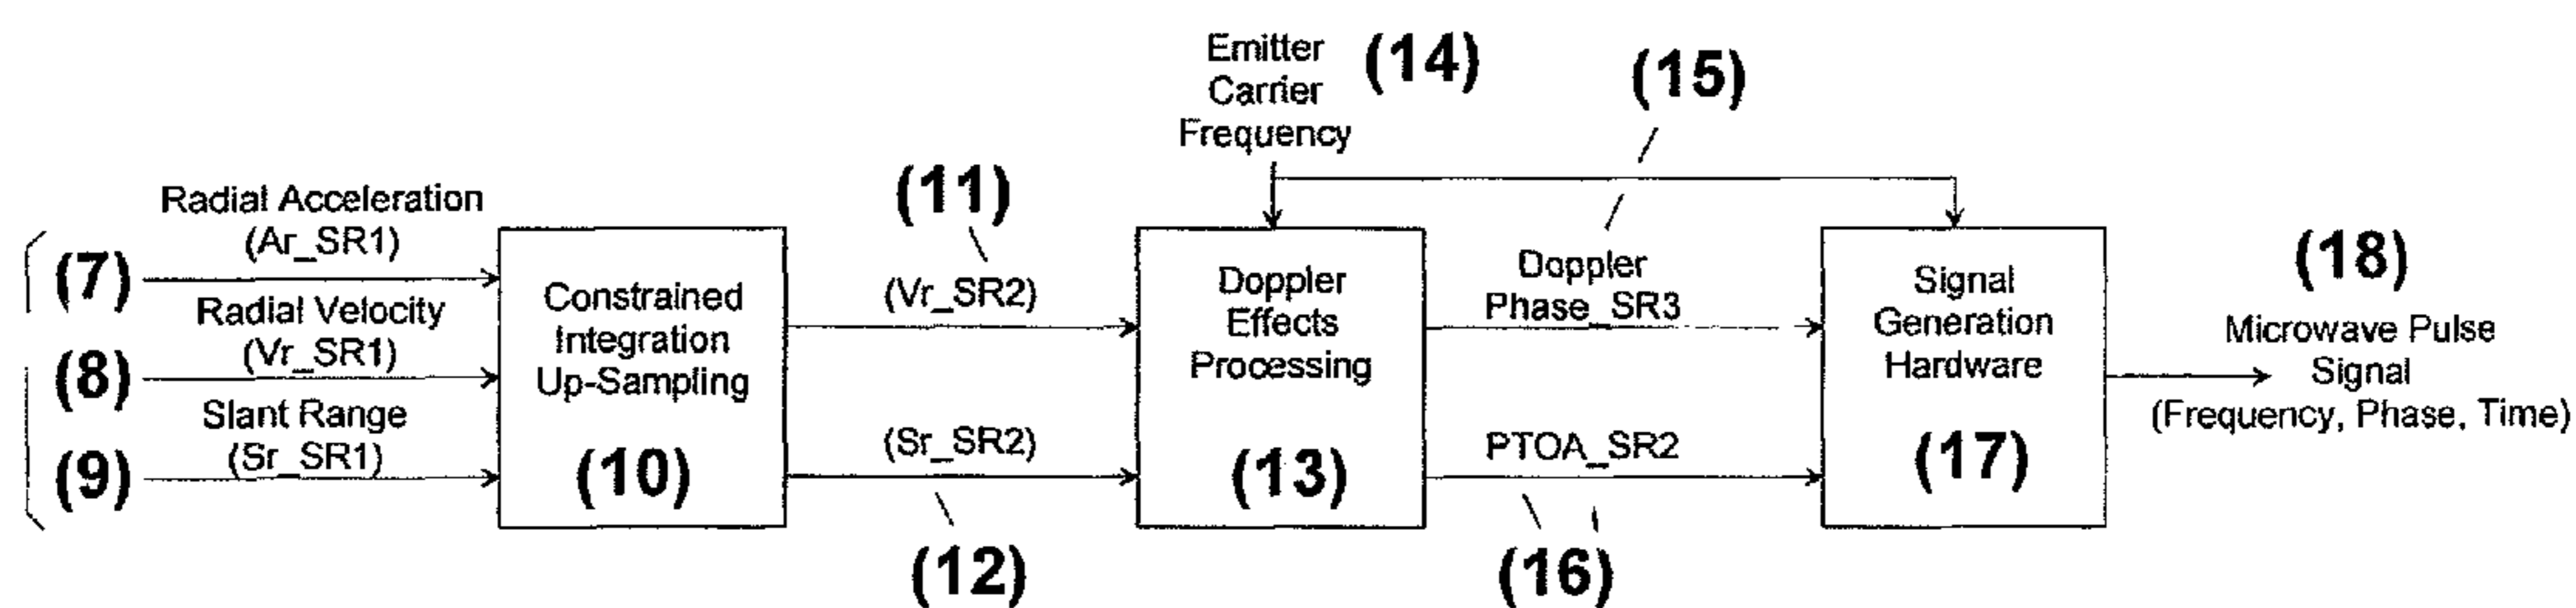 Emitter
Carrier
Frequency
(14)
(15)
Radial Acceleration
(Ar_SR1)
(7)
Radial Velocity
(Vr_SR1)
(8)
Slant Range
(Sr_SR1)
(9)
Constrained
Integration
Up-Sampling
(10)
(11)
(Vr_SR2)
(Sr_SR2)
(12)
Doppler
Effects
Processing
(13)
Doppler
Phase_SR3
PTOA_SR2
(16)
Signal
Generation
Hardware
(17)
(18)
Microwave Pulse
Signal
(Frequency, Phase, Time)